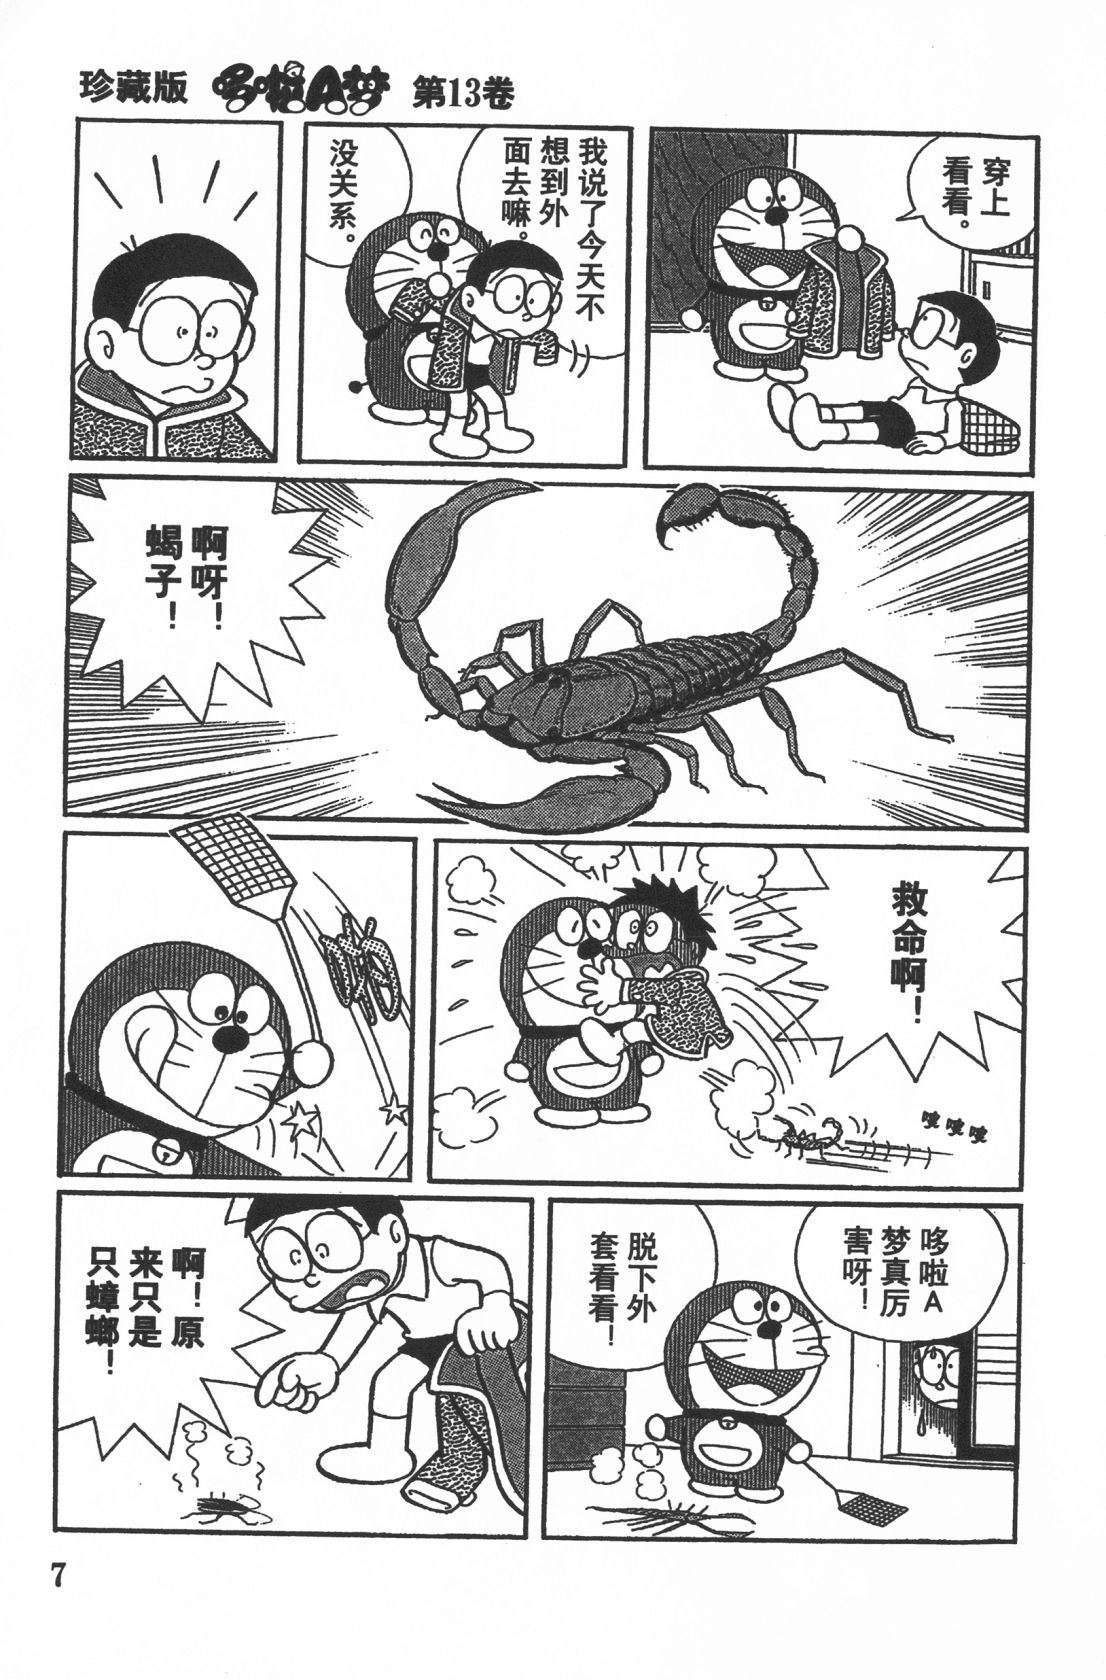 珍藏版 哆啦A梦 第13卷
穿上
看看。
我说了今天不
想到外
面去嘛。
没关系。
啊呀！
蝎子！
救命啊！
哆啦A
梦真厉
害呀！
脱下外
套看看！
啊！原
来只是
只蟑螂！
7